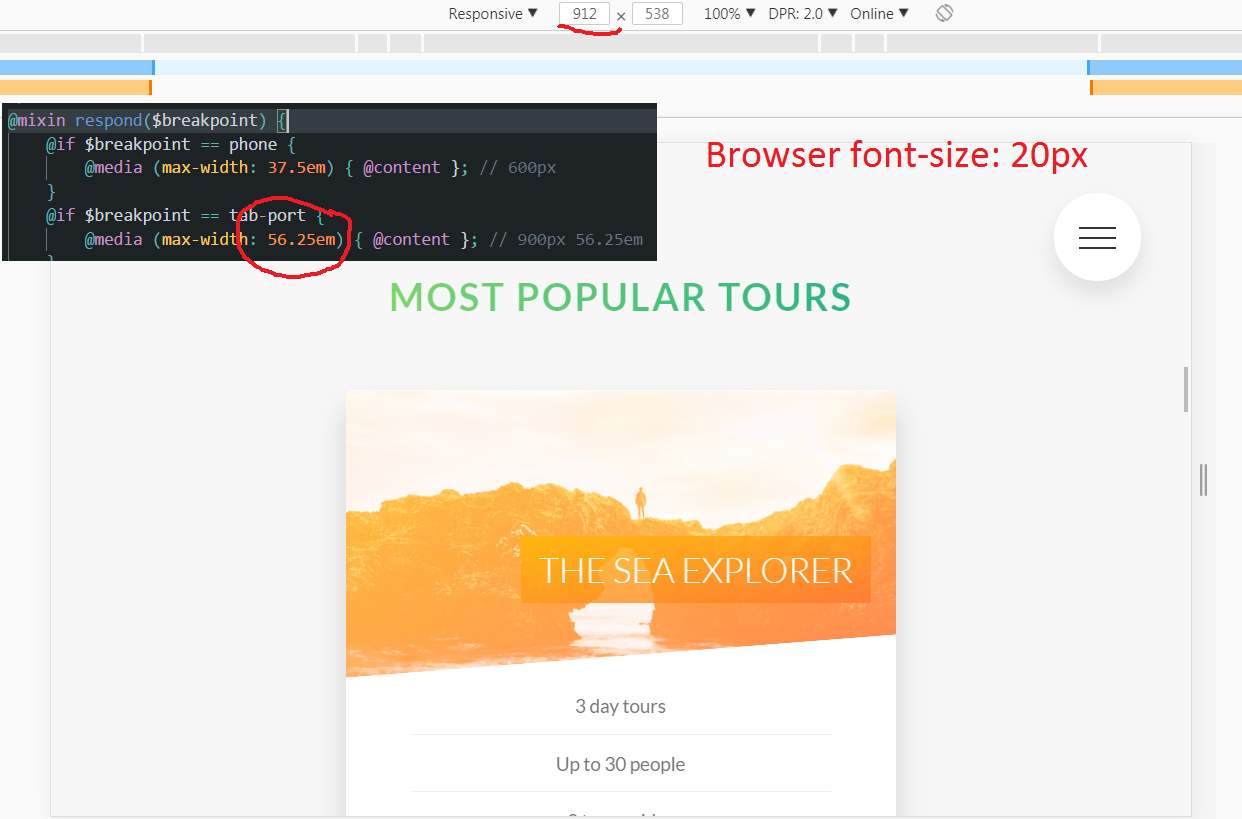 Responsive ▼ 912 × 538 100% ▼ DPR: 2.0 ▼ Online ▼
@mixin respond($breakpoint) {
@if $breakpoint == phone {
@media (max-width: 37.5em) { @content }; // 600px
}
@if $breakpoint == tab-port {
@media (max-width: 56.25em) { @content }; // 900px 56.25em
}
Browser font-size: 20px
MOST POPULAR TOURS
THE SEA EXPLORER
3 day tours
Up to 30 people